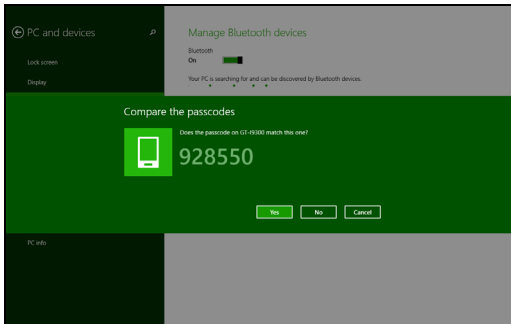 PC and devices
Manage Bluetooth devices
Bluetooth
Lock screen
On
Your PC is searching for and can be discovered by Bluetooth devices.
Display
Compare the passcodes
Does the passcode on GT-I9300 match this one?
928550
Yes No Cancel
PC info